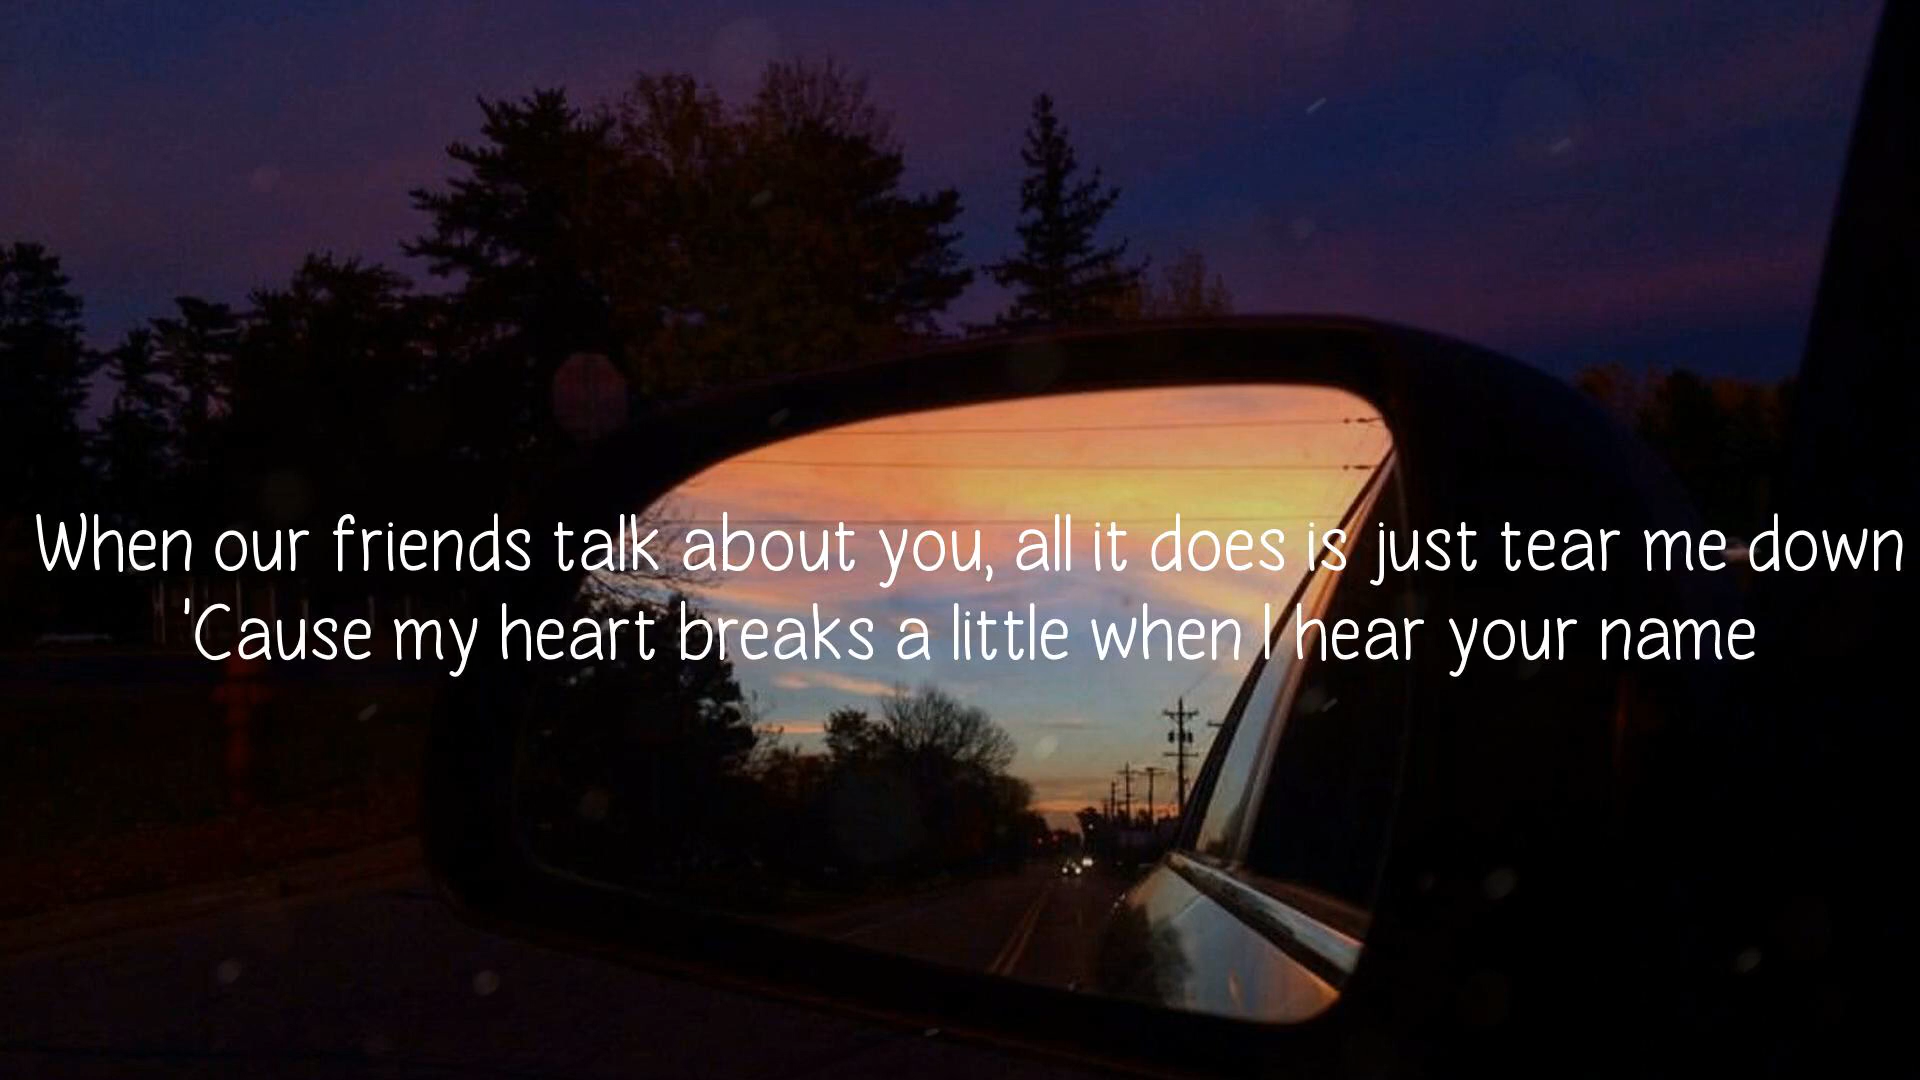 When our friends talk about you, all it does is just tear me down
'Cause my heart breaks a little when I hear your name